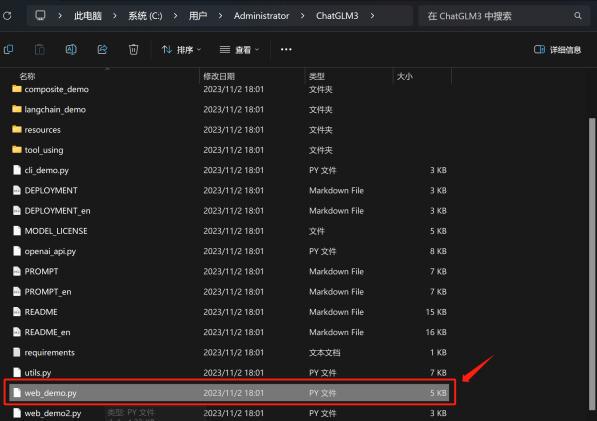 此电脑 > 系统 (C:) > 用户 > Administrator > ChatGLM3 > 在 ChatGLM3 中搜索
排序 查看 ... 详细信息
名称 修改日期 类型 大小
composite_demo 2023/11/2 18:01 文件夹
langchain_demo 2023/11/2 18:01 文件夹
resources 2023/11/2 18:01 文件夹
tool_using 2023/11/2 18:01 文件夹
cli_demo.py 2023/11/2 18:01 PY 文件 3 KB
DEPLOYMENT 2023/11/2 18:01 Markdown File 3 KB
DEPLOYMENT_en 2023/11/2 18:01 Markdown File 3 KB
MODEL_LICENSE 2023/11/2 18:01 文件 5 KB
openai_api.py 2023/11/2 18:01 PY 文件 8 KB
PROMPT 2023/11/2 18:01 Markdown File 7 KB
PROMPT_en 2023/11/2 18:01 Markdown File 7 KB
README 2023/11/2 18:01 Markdown File 15 KB
README_en 2023/11/2 18:01 Markdown File 16 KB
requirements 2023/11/2 18:01 文本文档 1 KB
utils.py 2023/11/2 18:01 PY 文件 7 KB
web_demo.py 2023/11/2 18:01 PY 文件 5 KB
web_demo2.py 类型: PY 文件 2023/11/2 18:01 PY 文件 3 KB